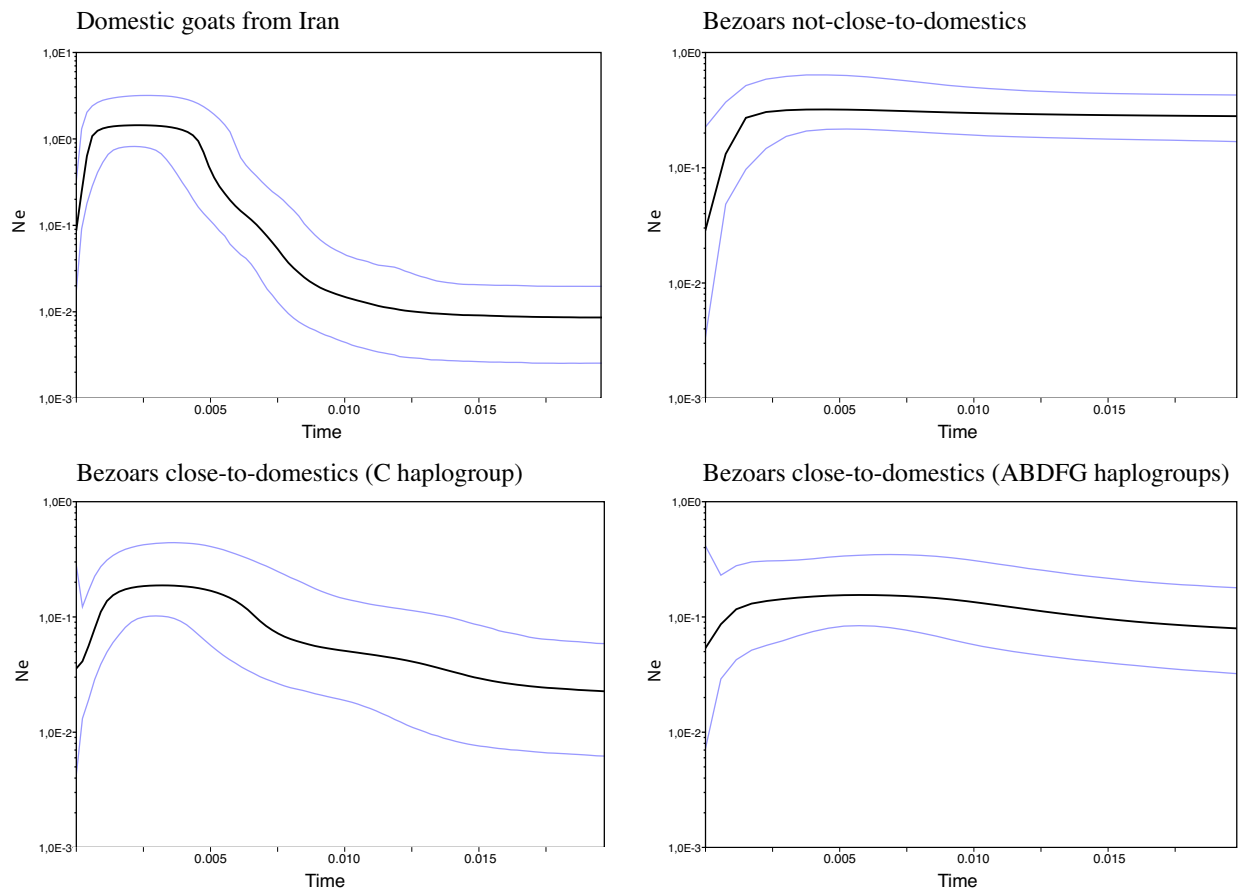 Domestic goats from Iran
1,0E1
1,0E0
1,0E-1
1,0E-2
1,0E-3
Ne
0.005
0.010
0.015
Time
Bezoars not-close-to-domestics
1,0E0
1,0E-1
1,0E-2
1,0E-3
Ne
0.005
0.010
0.015
Time
Bezoars close-to-domestics (C haplogroup)
1,0E0
1,0E-1
1,0E-2
1,0E-3
Ne
0.005
0.010
0.015
Time
Bezoars close-to-domestics (ABDFG haplogroups)
1,0E0
1,0E-1
1,0E-2
1,0E-3
Ne
0.005
0.010
0.015
Time